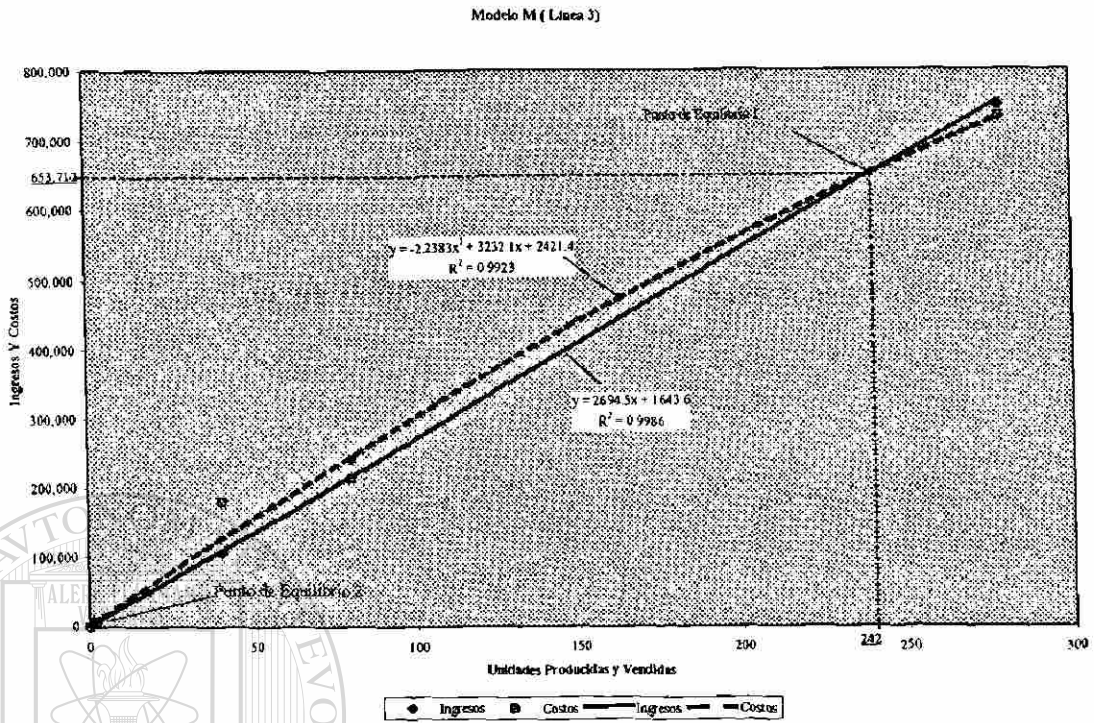 Modelo M ( Linea 3)
800,000
700,000
600,000
500,000
400,000
300,000
200,000
100,000
0
Ingresos Y Costos
Punto de Equilibrio 1
y = -2.2383x² + 3232.1x + 2421.4
R² = 0.9923
y = 2694.5x + 1643.6
R² = 0.9986
Punto de Equilibrio 2
0 50 100 150 200 242 250 300
Unidades Producidas y Vendidas
Ingresos Costos Ingresos Costos